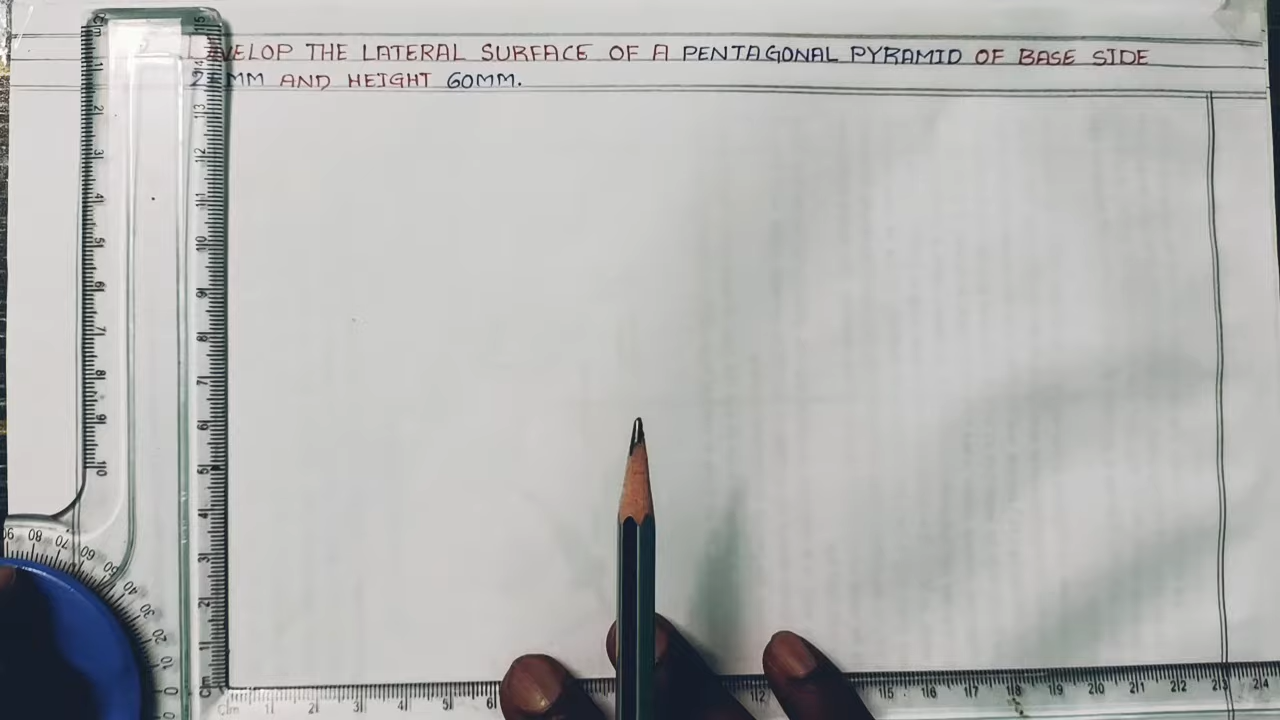 VELOP THE LATERAL SURFACE OF A PENTAGONAL PYRAMID OF BASE SIDE
MM AND HEIGHT 60MM.